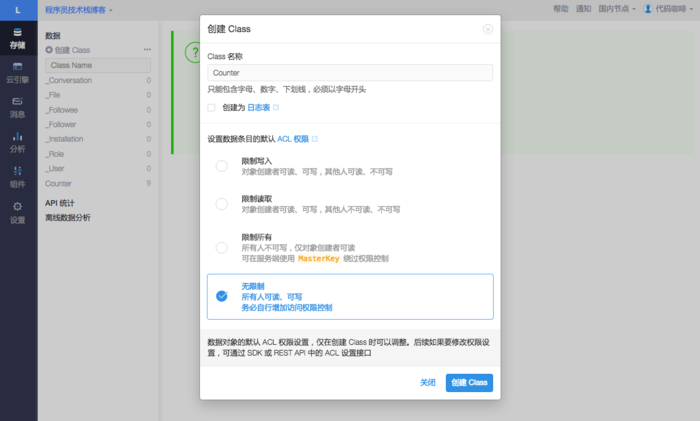 L
程序员技术栈博客
帮助 通知 国内节点 代码咖啡
存储
云引擎
消息
分析
组件
设置
数据
创建 Class
Class Name
_Conversation 0
_File 0
_Followee 0
_Follower 0
_Installation 0
_Role 0
_User 0
Counter 9
API 统计
离线数据分析
?
创建 Class
Class 名称
Counter
只能包含字母、数字、下划线，必须以字母开头
创建为 日志表
设置数据条目的默认 ACL 权限
限制写入
对象创建者可读、可写，其他人可读、不可写
限制读取
对象创建者可读、可写，其他人不可读、不可写
限制所有
所有人不可写，仅对象创建者可读
可在服务端使用 MasterKey 绕过权限控制
无限制
所有人可读、可写
务必自行增加访问权限控制
数据对象的默认 ACL 权限设置，仅在创建 Class 时可以调整。后续如果要修改权限设
置，可通过 SDK 或 REST API 中的 ACL 设置接口
关闭 创建 Class